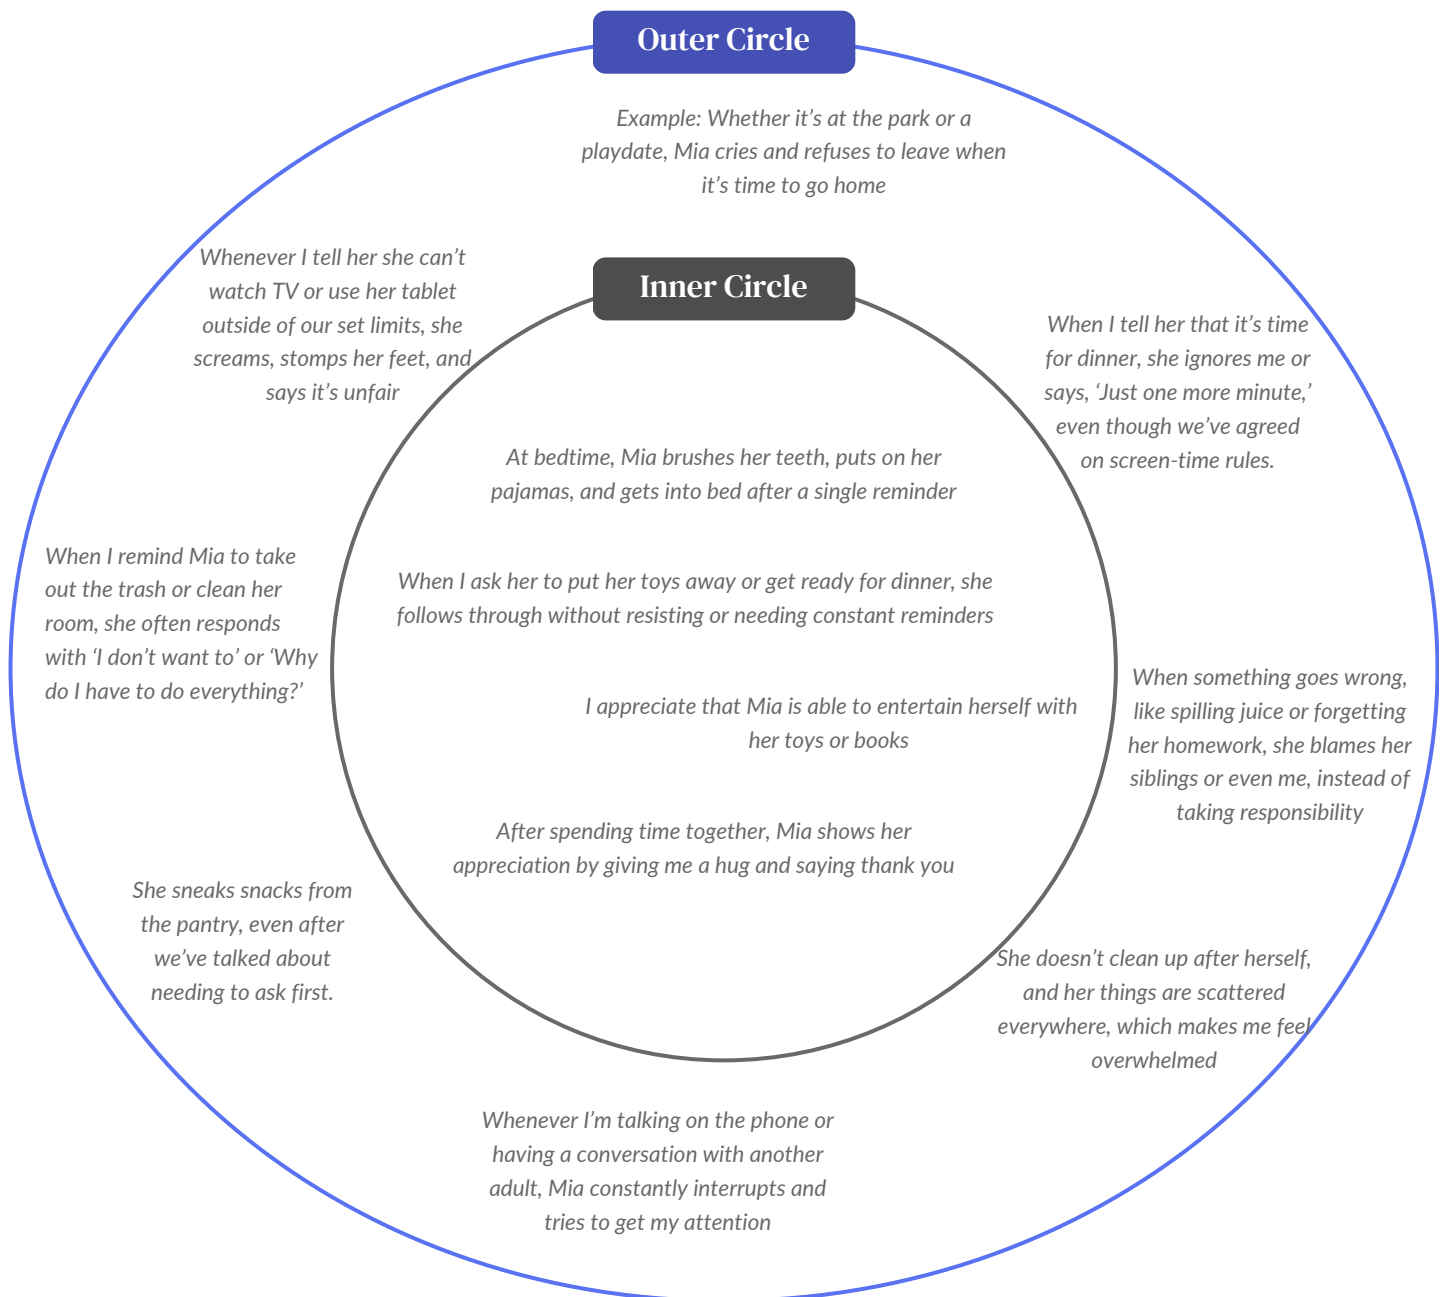 Outer Circle
Example: Whether it’s at the park or a
playdate, Mia cries and refuses to leave when
it’s time to go home
Whenever I tell her she can’t
watch TV or use her tablet
outside of our set limits, she
screams, stomps her feet, and
says it’s unfair
Inner Circle
When I tell her that it’s time
for dinner, she ignores me or
says, ‘Just one more minute,’
even though we’ve agreed
on screen-time rules.
At bedtime, Mia brushes her teeth, puts on her
pajamas, and gets into bed after a single reminder
When I remind Mia to take
out the trash or clean her
room, she often responds
with ‘I don’t want to’ or ‘Why
do I have to do everything?’
When I ask her to put her toys away or get ready for dinner, she
follows through without resisting or needing constant reminders
I appreciate that Mia is able to entertain herself with
her toys or books
When something goes wrong,
like spilling juice or forgetting
her homework, she blames her
siblings or even me, instead of
taking responsibility
After spending time together, Mia shows her
appreciation by giving me a hug and saying thank you
She sneaks snacks from
the pantry, even after
we’ve talked about
needing to ask first.
She doesn’t clean up after herself,
and her things are scattered
everywhere, which makes me feel
overwhelmed
Whenever I’m talking on the phone or
having a conversation with another
adult, Mia constantly interrupts and
tries to get my attention